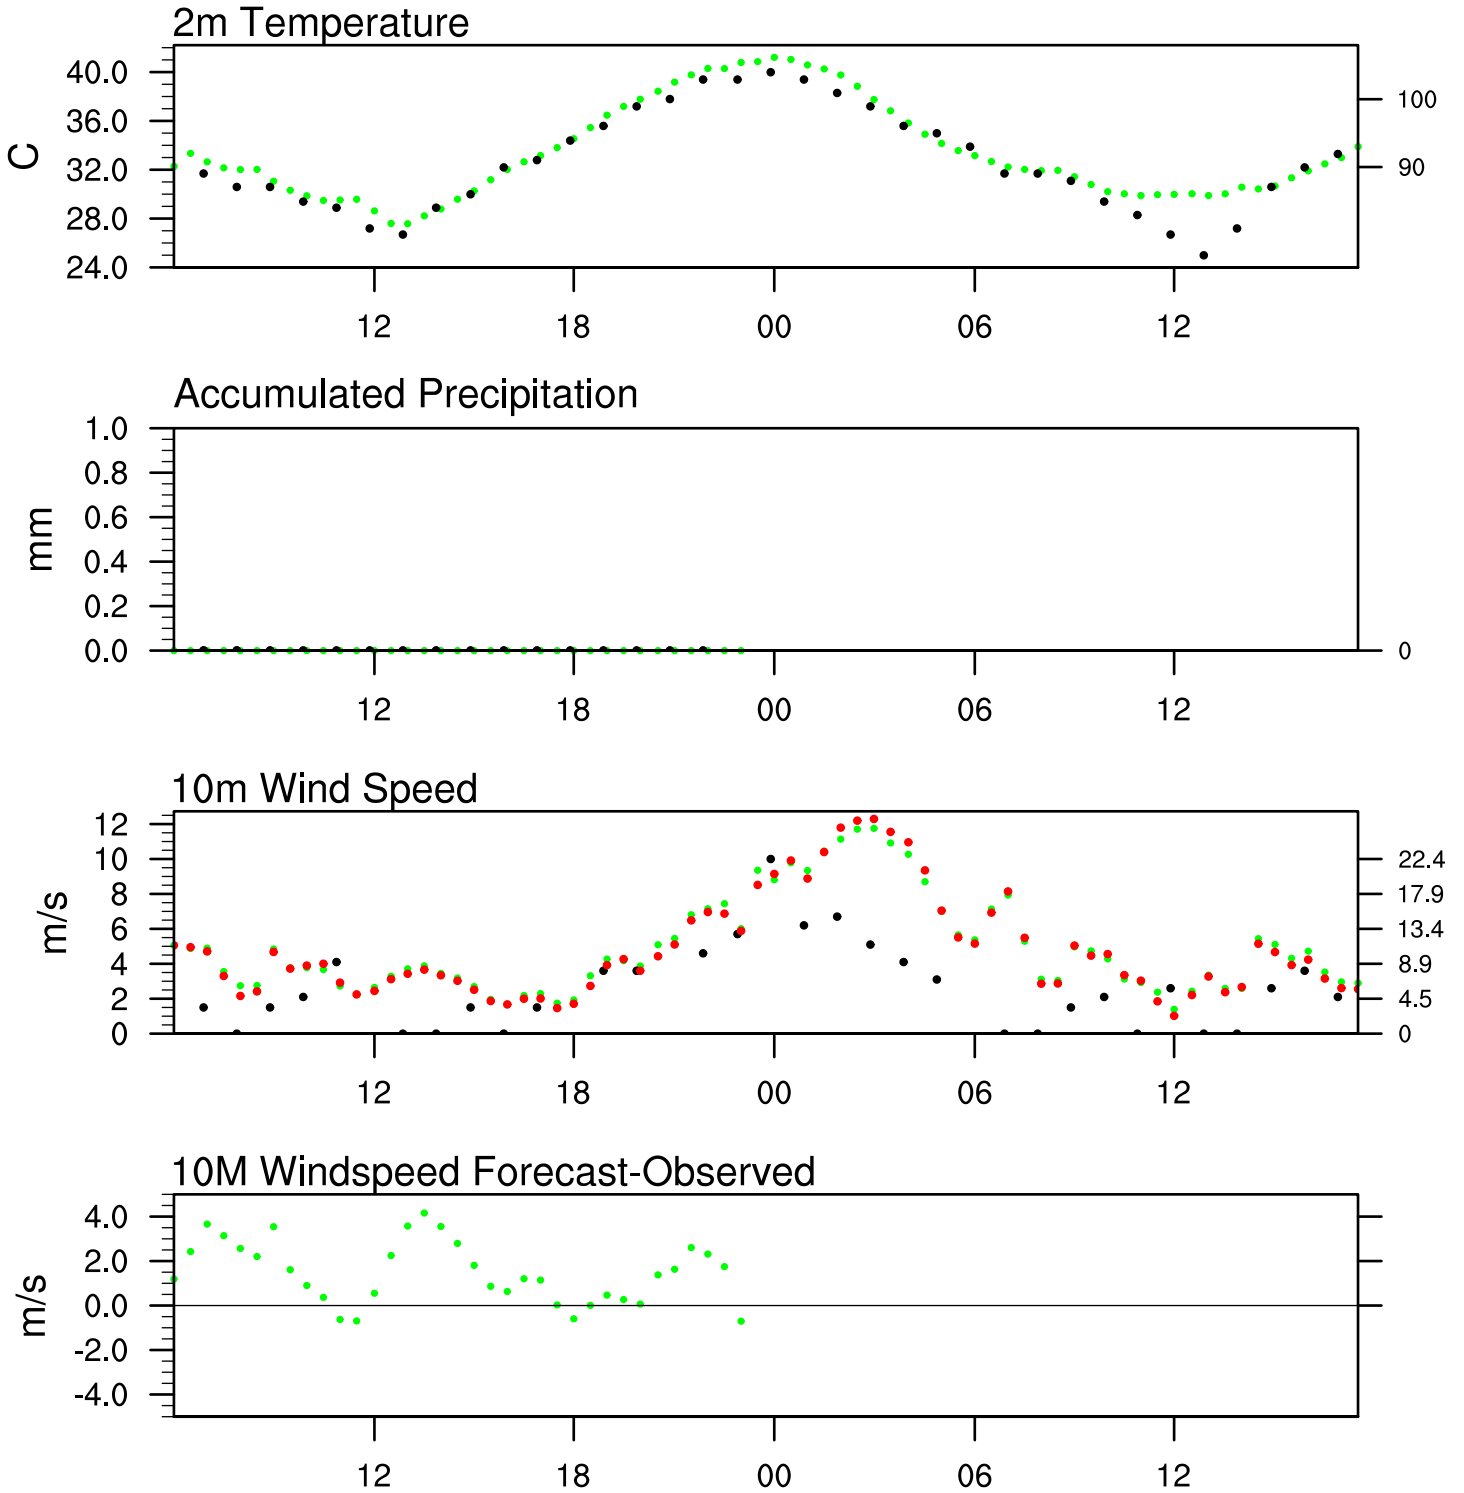 2m Temperature
40.0
36.0 100
C
32.0 90
28.0
24.0
12 18 00 06 12
Accumulated Precipitation
1.0
0.8
0.6
mm
0.4
0.2
0.0 0
12 18 00 06 12
10m Wind Speed
12
10 22.4
8 17.9
m/s
6 13.4
4 8.9
2 4.5
0 0
12 18 00 06 12
10M Windspeed Forecast-Observed
4.0
2.0
m/s
0.0
-2.0
-4.0
12 18 00 06 12